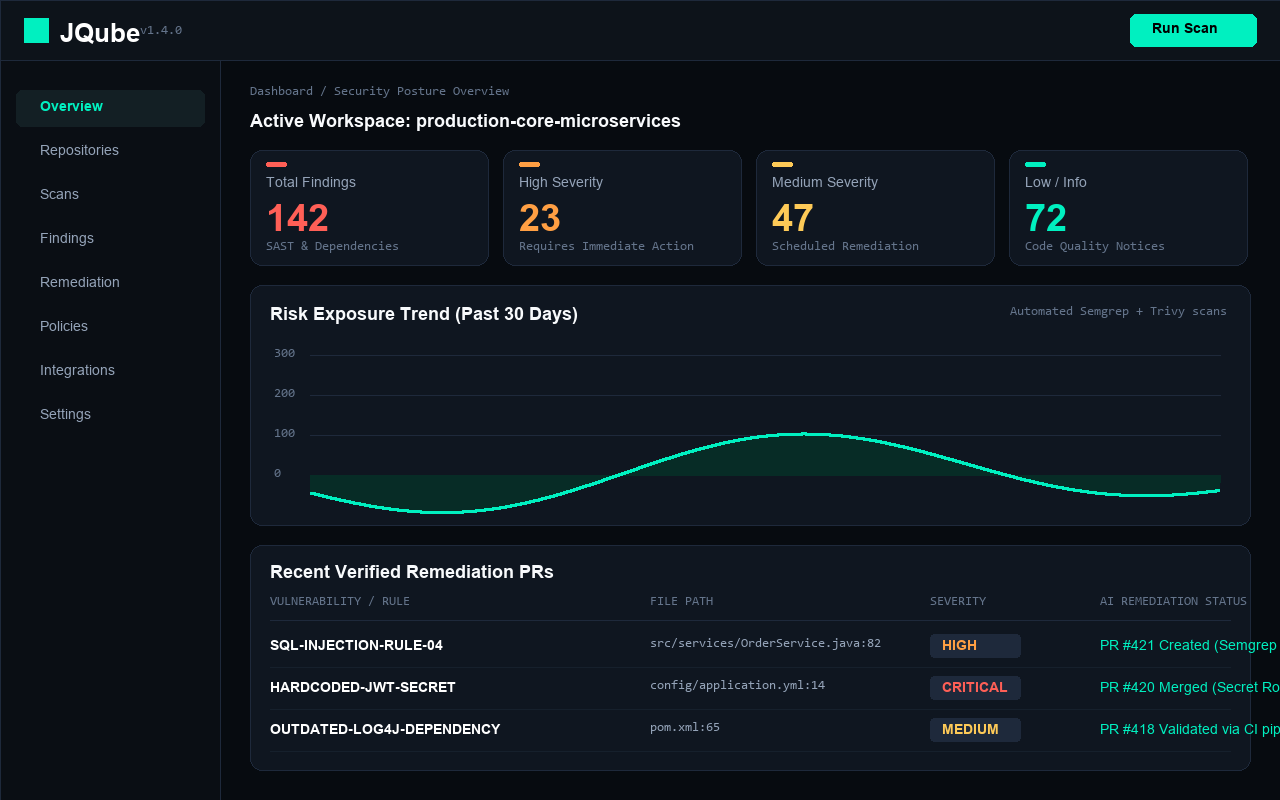 JQube v1.4.0
Run Scan
Overview
Repositories
Scans
Findings
Remediation
Policies
Integrations
Settings
Dashboard / Security Posture Overview
Active Workspace: production-core-microservices
Total Findings
142
SAST & Dependencies
High Severity
23
Requires Immediate Action
Medium Severity
47
Scheduled Remediation
Low / Info
72
Code Quality Notices
Risk Exposure Trend (Past 30 Days)
Automated Semgrep + Trivy scans
300
200
100
0
Recent Verified Remediation PRs
VULNERABILITY / RULE FILE PATH SEVERITY AI REMEDIATION STATUS
SQL-INJECTION-RULE-04 src/services/OrderService.java:82 HIGH PR #421 Created (Semgrep
HARDCODED-JWT-SECRET config/application.yml:14 CRITICAL PR #420 Merged (Secret Ro
OUTDATED-LOG4J-DEPENDENCY pom.xml:65 MEDIUM PR #418 Validated via CI pip